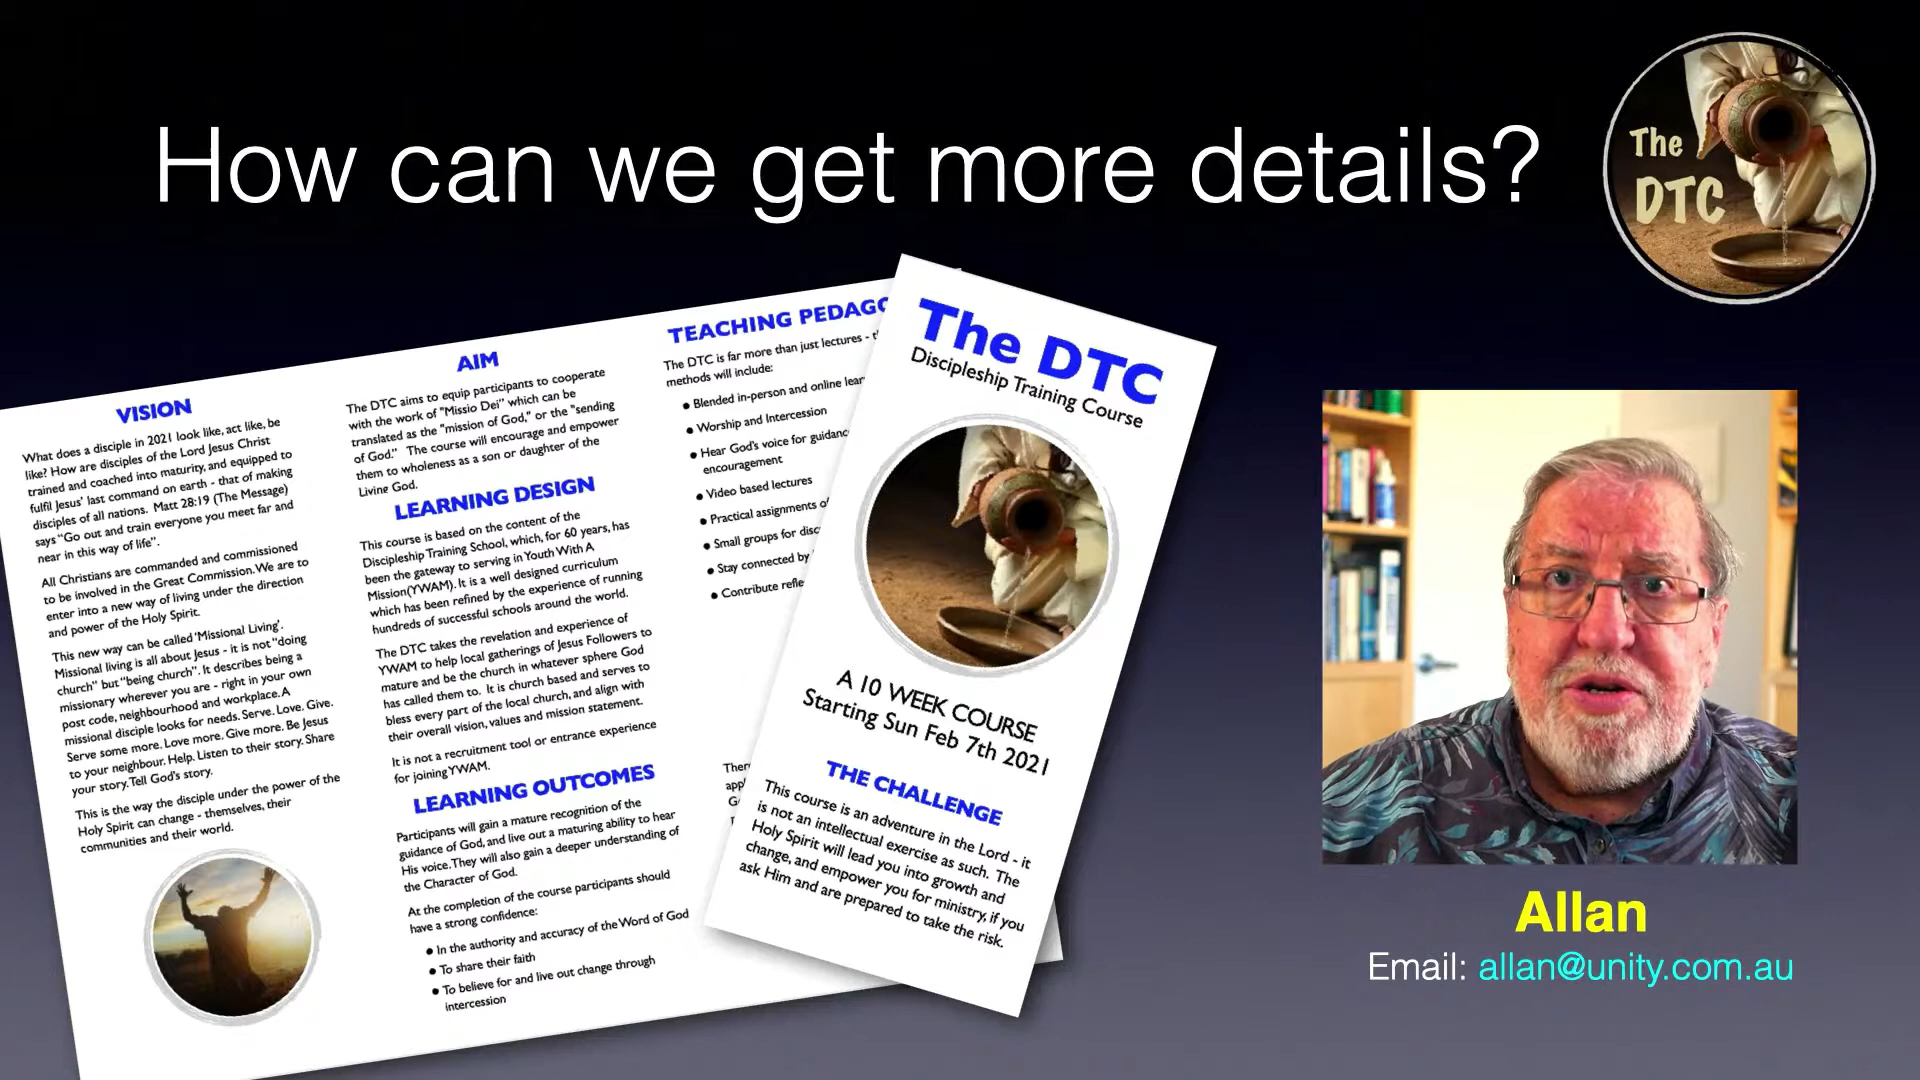 How can we get more details?
The
DTC
VISION
What does a disciple in 2021 look like, act like, be
like? How are disciples of the Lord Jesus Christ
trained and coached into maturity, and equipped to
fulfil Jesus' last command on earth - that of making
disciples of all nations. Matt 28:19 (The Message)
says "Go out and train everyone you meet far and
near in this way of life".
All Christians are commanded and commissioned
to be involved in the Great Commission. We are to
enter into a new way of living under the direction
and power of the Holy Spirit.
This new way can be called 'Missional Living'.
Missional living is all about Jesus - it is not "doing
church" but "being church". It describes being a
missionary wherever you are - right in your own
post code, neighbourhood and workplace. A
missional disciple looks for needs. Serve. Love. Give.
Serve some more. Love more. Give more. Be Jesus
to your neighbour. Help. Listen to their story. Share
your story. Tell God's story.
This is the way the disciple under the power of the
Holy Spirit can change - themselves, their
communities and their world.
AIM
The DTC aims to equip participants to cooperate
with the work of "Missio Dei" which can be
translated as the "mission of God," or the "sending
of God." The course will encourage and empower
them to wholeness as a son or daughter of the
Living God.
LEARNING DESIGN
This course is based on the content of the
Discipleship Training School, which, for 60 years, has
been the gateway to serving in Youth With A
Mission(YWAM). It is a well designed curriculum
which has been refined by the experience of running
hundreds of successful schools around the world.
The DTC takes the revelation and experience of
YWAM to help local gatherings of Jesus Followers to
mature and be the church in whatever sphere God
has called them to. It is church based and serves to
bless every part of the local church, and align with
their overall vision, values and mission statement.
It is not a recruitment tool or entrance experience
for joining YWAM.
LEARNING OUTCOMES
Participants will gain a mature recognition of the
guidance of God, and live out a maturing ability to hear
His voice. They will also gain a deeper understanding of
the Character of God.
At the completion of the course participants should
have a strong confidence:
• In the authority and accuracy of the Word of God
• To share their faith
• To believe for and live out change through
intercession
TEACHING
The DTC is far more than just lectures -
methods will include:
• Blended in-person and online
• Worship and Intercession
• Hear God's voice for
encouragement
• Video based lectures
• Practical assignments
• Small groups for
• Stay connected by
• Contribute
The DTC
Discipleship Training Course
A 10 WEEK COURSE
Starting Sun Feb 7th 2021
THE CHALLENGE
This course is an adventure in the Lord - it
is not an intellectual exercise as such. The
Holy Spirit will lead you into growth and
change, and empower you for ministry, if you
ask Him and are prepared to take the risk.
Allan
Email: allan@unity.com.au